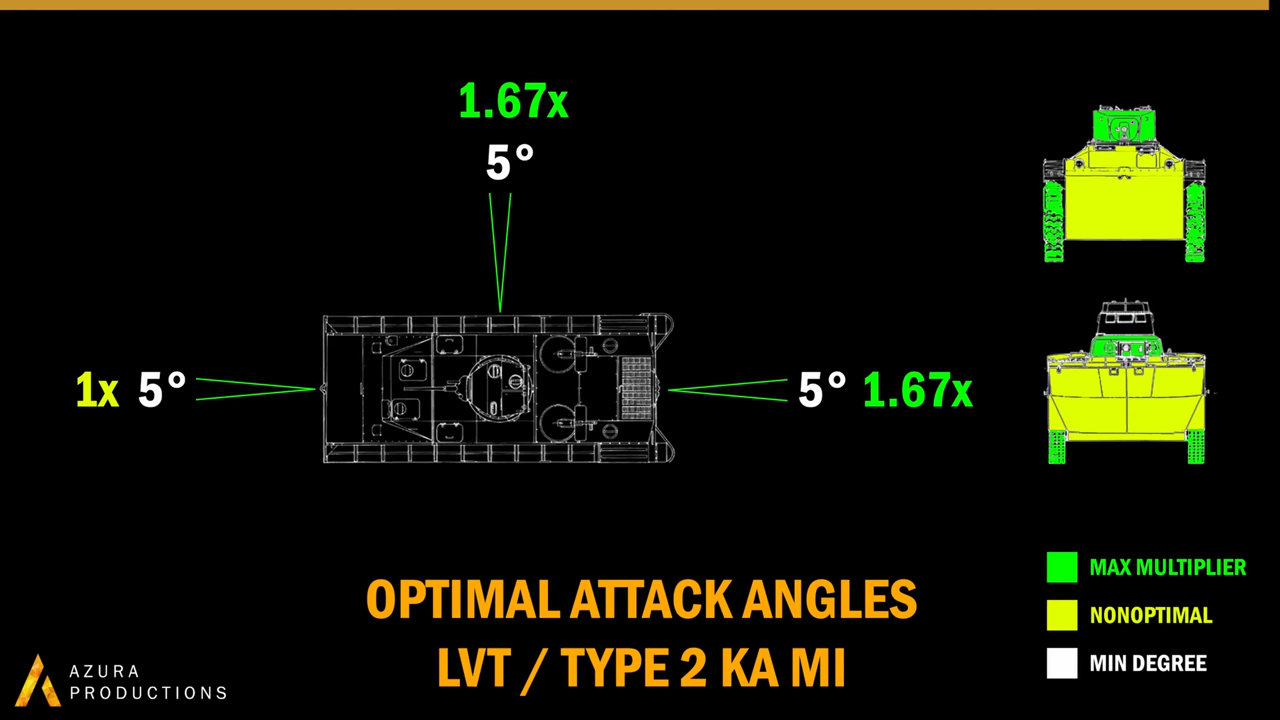 1.67x
5°
1x 5°
5° 1.67x
MAX MULTIPLIER
NONOPTIMAL
MIN DEGREE
OPTIMAL ATTACK ANGLES
LVT / TYPE 2 KA MI
AZURA
PRODUCTIONS